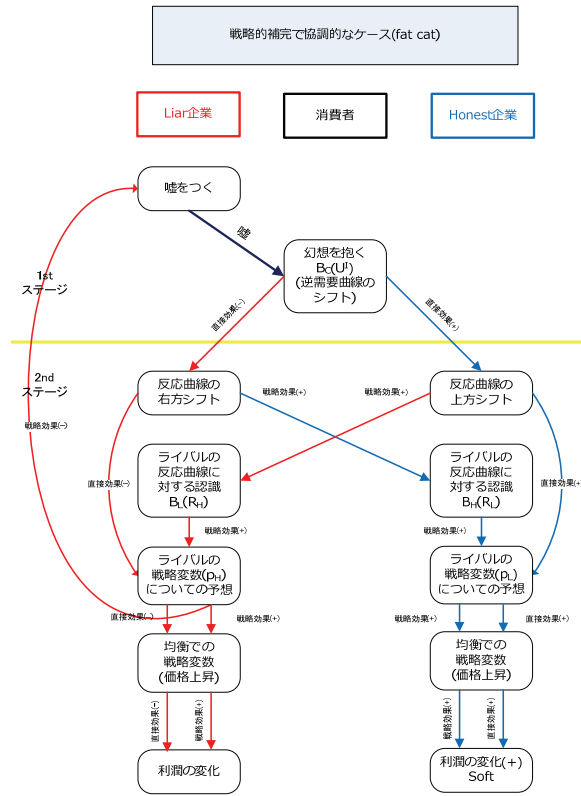 戦略的補完で協調的なケース(fat cat)
Liar企業
消費者
Honest企業
嘘をつく
嘘
幻想を抱く
BC(UI)
(逆需要曲線の
シフト)
1st
ステージ
直接効果(−)
直接効果(+)
2nd
ステージ
反応曲線の
右方シフト
戦略効果(+)
戦略効果(+)
反応曲線の
上方シフト
戦略効果(−)
ライバルの
反応曲線に
対する認識
BL(RH)
ライバルの
反応曲線に
対する認識
BH(RL)
直接効果(−)
直接効果(+)
戦略効果(+)
戦略効果(+)
ライバルの
戦略変数(pH)
についての予想
ライバルの
戦略変数(pL)
についての予想
直接効果(−)
戦略効果(+)
戦略効果(+)
直接効果(+)
均衡での
戦略変数
(価格上昇)
均衡での
戦略変数
(価格上昇)
直接効果(−)
戦略効果(+)
戦略効果(+)
直接効果(+)
利潤の変化
利潤の変化(+)
Soft